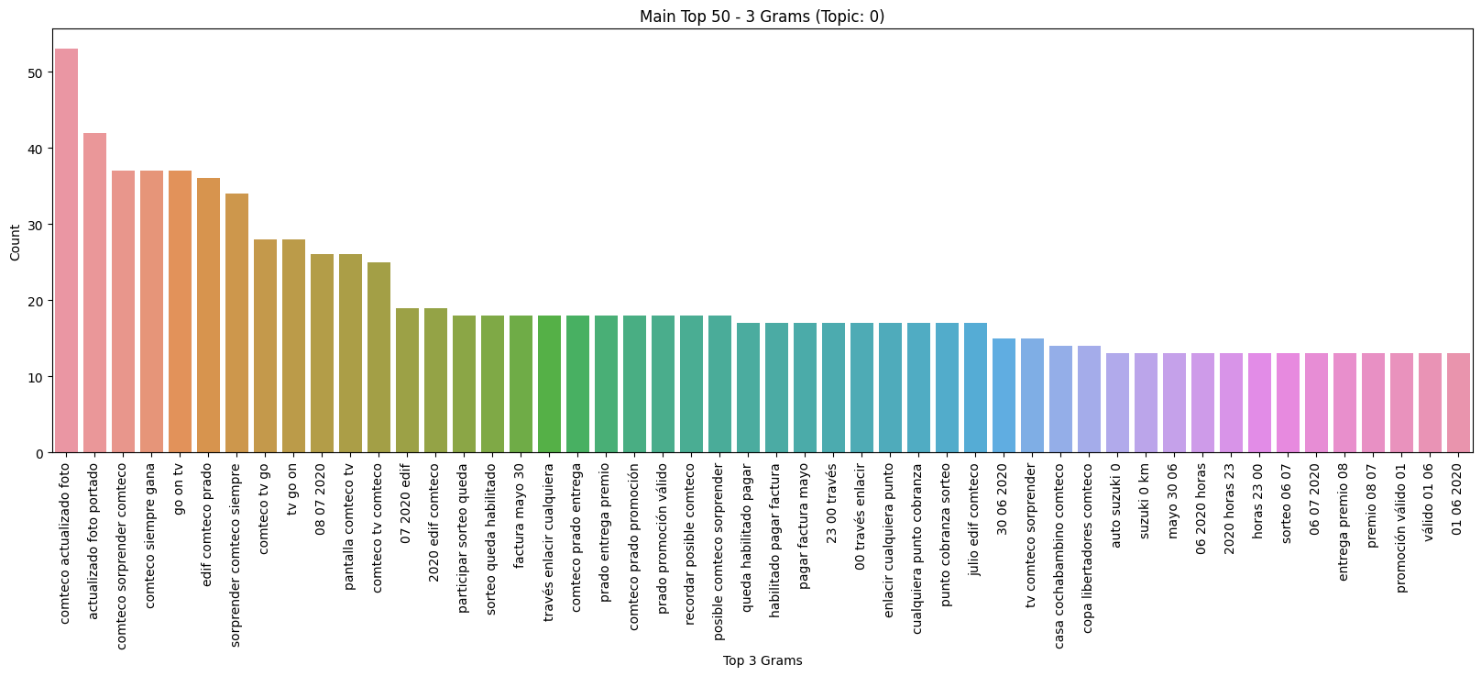 Main Top 50 - 3 Grams (Topic: 0)
Count
50
40
30
20
10
0
comteco actualizado foto
actualizado foto portado
comteco sorprender comteco
comteco siempre gana
go on tv
edif comteco prado
sorprender comteco siempre
comteco tv go
tv go on
08 07 2020
pantalla comteco tv
comteco tv comteco
07 2020 edif
2020 edif comteco
participar sorteo queda
sorteo queda habilitado
factura mayo 30
través enlacir cualquiera
comteco prado entrega
prado entrega premio
comteco prado promoción
prado promoción válido
recordar posible comteco
posible comteco sorprender
queda habilitado pagar
habilitado pagar factura
pagar factura mayo
23 00 través
00 través enlacir
enlacir cualquiera punto
cualquiera punto cobranza
punto cobranza sorteo
julio edif comteco
30 06 2020
tv comteco sorprender
casa cochabambino comteco
copa libertadores comteco
auto suzuki 0
suzuki 0 km
mayo 30 06
06 2020 horas
2020 horas 23
horas 23 00
sorteo 06 07
06 07 2020
entrega premio 08
premio 08 07
promoción válido 01
válido 01 06
01 06 2020
Top 3 Grams